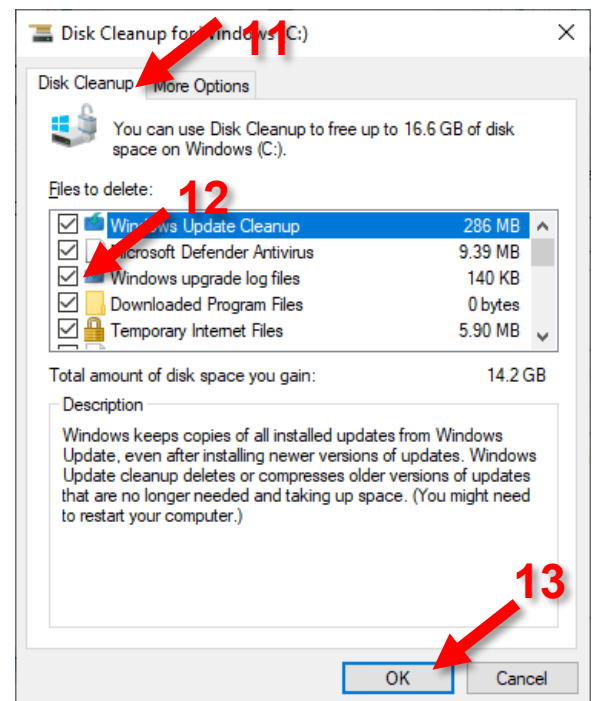 Disk Cleanup for Windows (C:)
11
Disk Cleanup
More Options
You can use Disk Cleanup to free up to 16.6 GB of disk
space on Windows (C:).
Files to delete:
12
Windows Update Cleanup 286 MB
Microsoft Defender Antivirus 9.39 MB
Windows upgrade log files 140 KB
Downloaded Program Files 0 bytes
Temporary Internet Files 5.90 MB
Total amount of disk space you gain: 14.2 GB
Description
Windows keeps copies of all installed updates from Windows
Update, even after installing newer versions of updates. Windows
Update cleanup deletes or compresses older versions of updates
that are no longer needed and taking up space. (You might need
to restart your computer.)
13
OK
Cancel